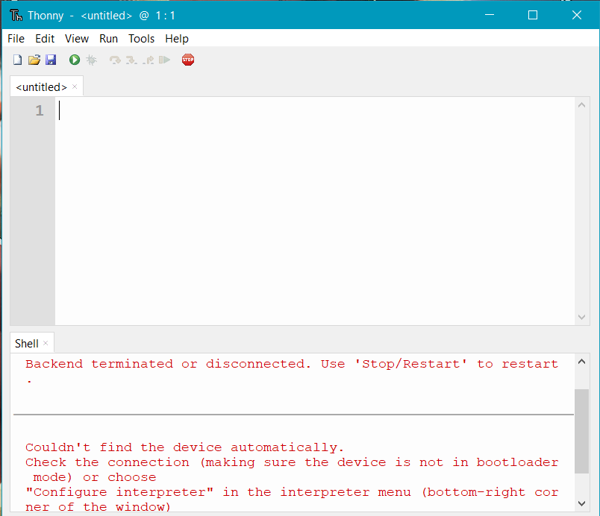 Th Thonny - <untitled> @ 1:1
File Edit View Run Tools Help
STOP
<untitled> ×
1
Shell ×
Backend terminated or disconnected. Use 'Stop/Restart' to restart
.
Couldn't find the device automatically.
Check the connection (making sure the device is not in bootloader
mode) or choose
"Configure interpreter" in the interpreter menu (bottom-right cor
ner of the window)